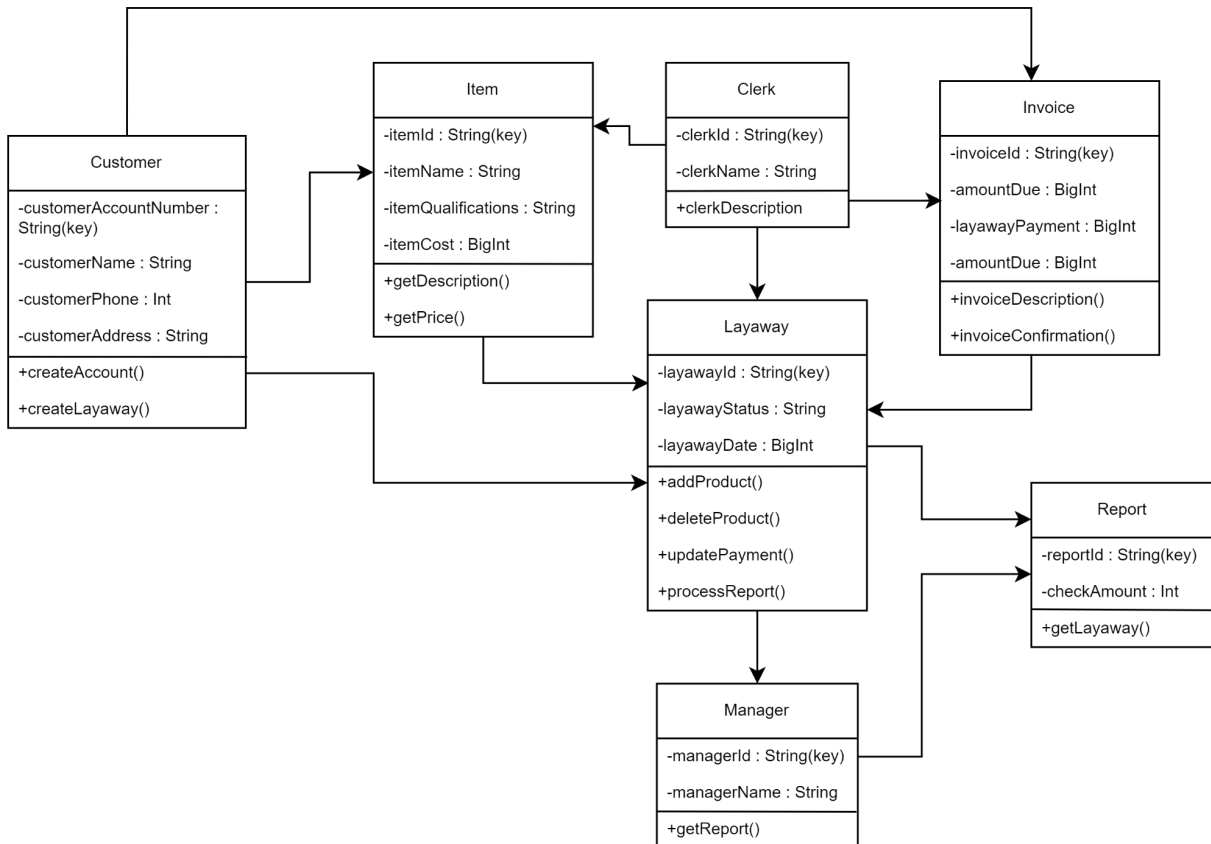 Customer
-customerAccountNumber :
String(key)
-customerName : String
-customerPhone : Int
-customerAddress : String
+createAccount()
+createLayaway()
Item
-itemId : String(key)
-itemName : String
-itemQualifications : String
-itemCost : BigInt
+getDescription()
+getPrice()
Clerk
-clerkId : String(key)
-clerkName : String
+clerkDescription
Invoice
-invoiceId : String(key)
-amountDue : BigInt
-layawayPayment : BigInt
-amountDue : BigInt
+invoiceDescription()
+invoiceConfirmation()
Layaway
-layawayId : String(key)
-layawayStatus : String
-layawayDate : BigInt
+addProduct()
+deleteProduct()
+updatePayment()
+processReport()
Report
-reportId : String(key)
-checkAmount : Int
+getLayaway()
Manager
-managerId : String(key)
-managerName : String
+getReport()